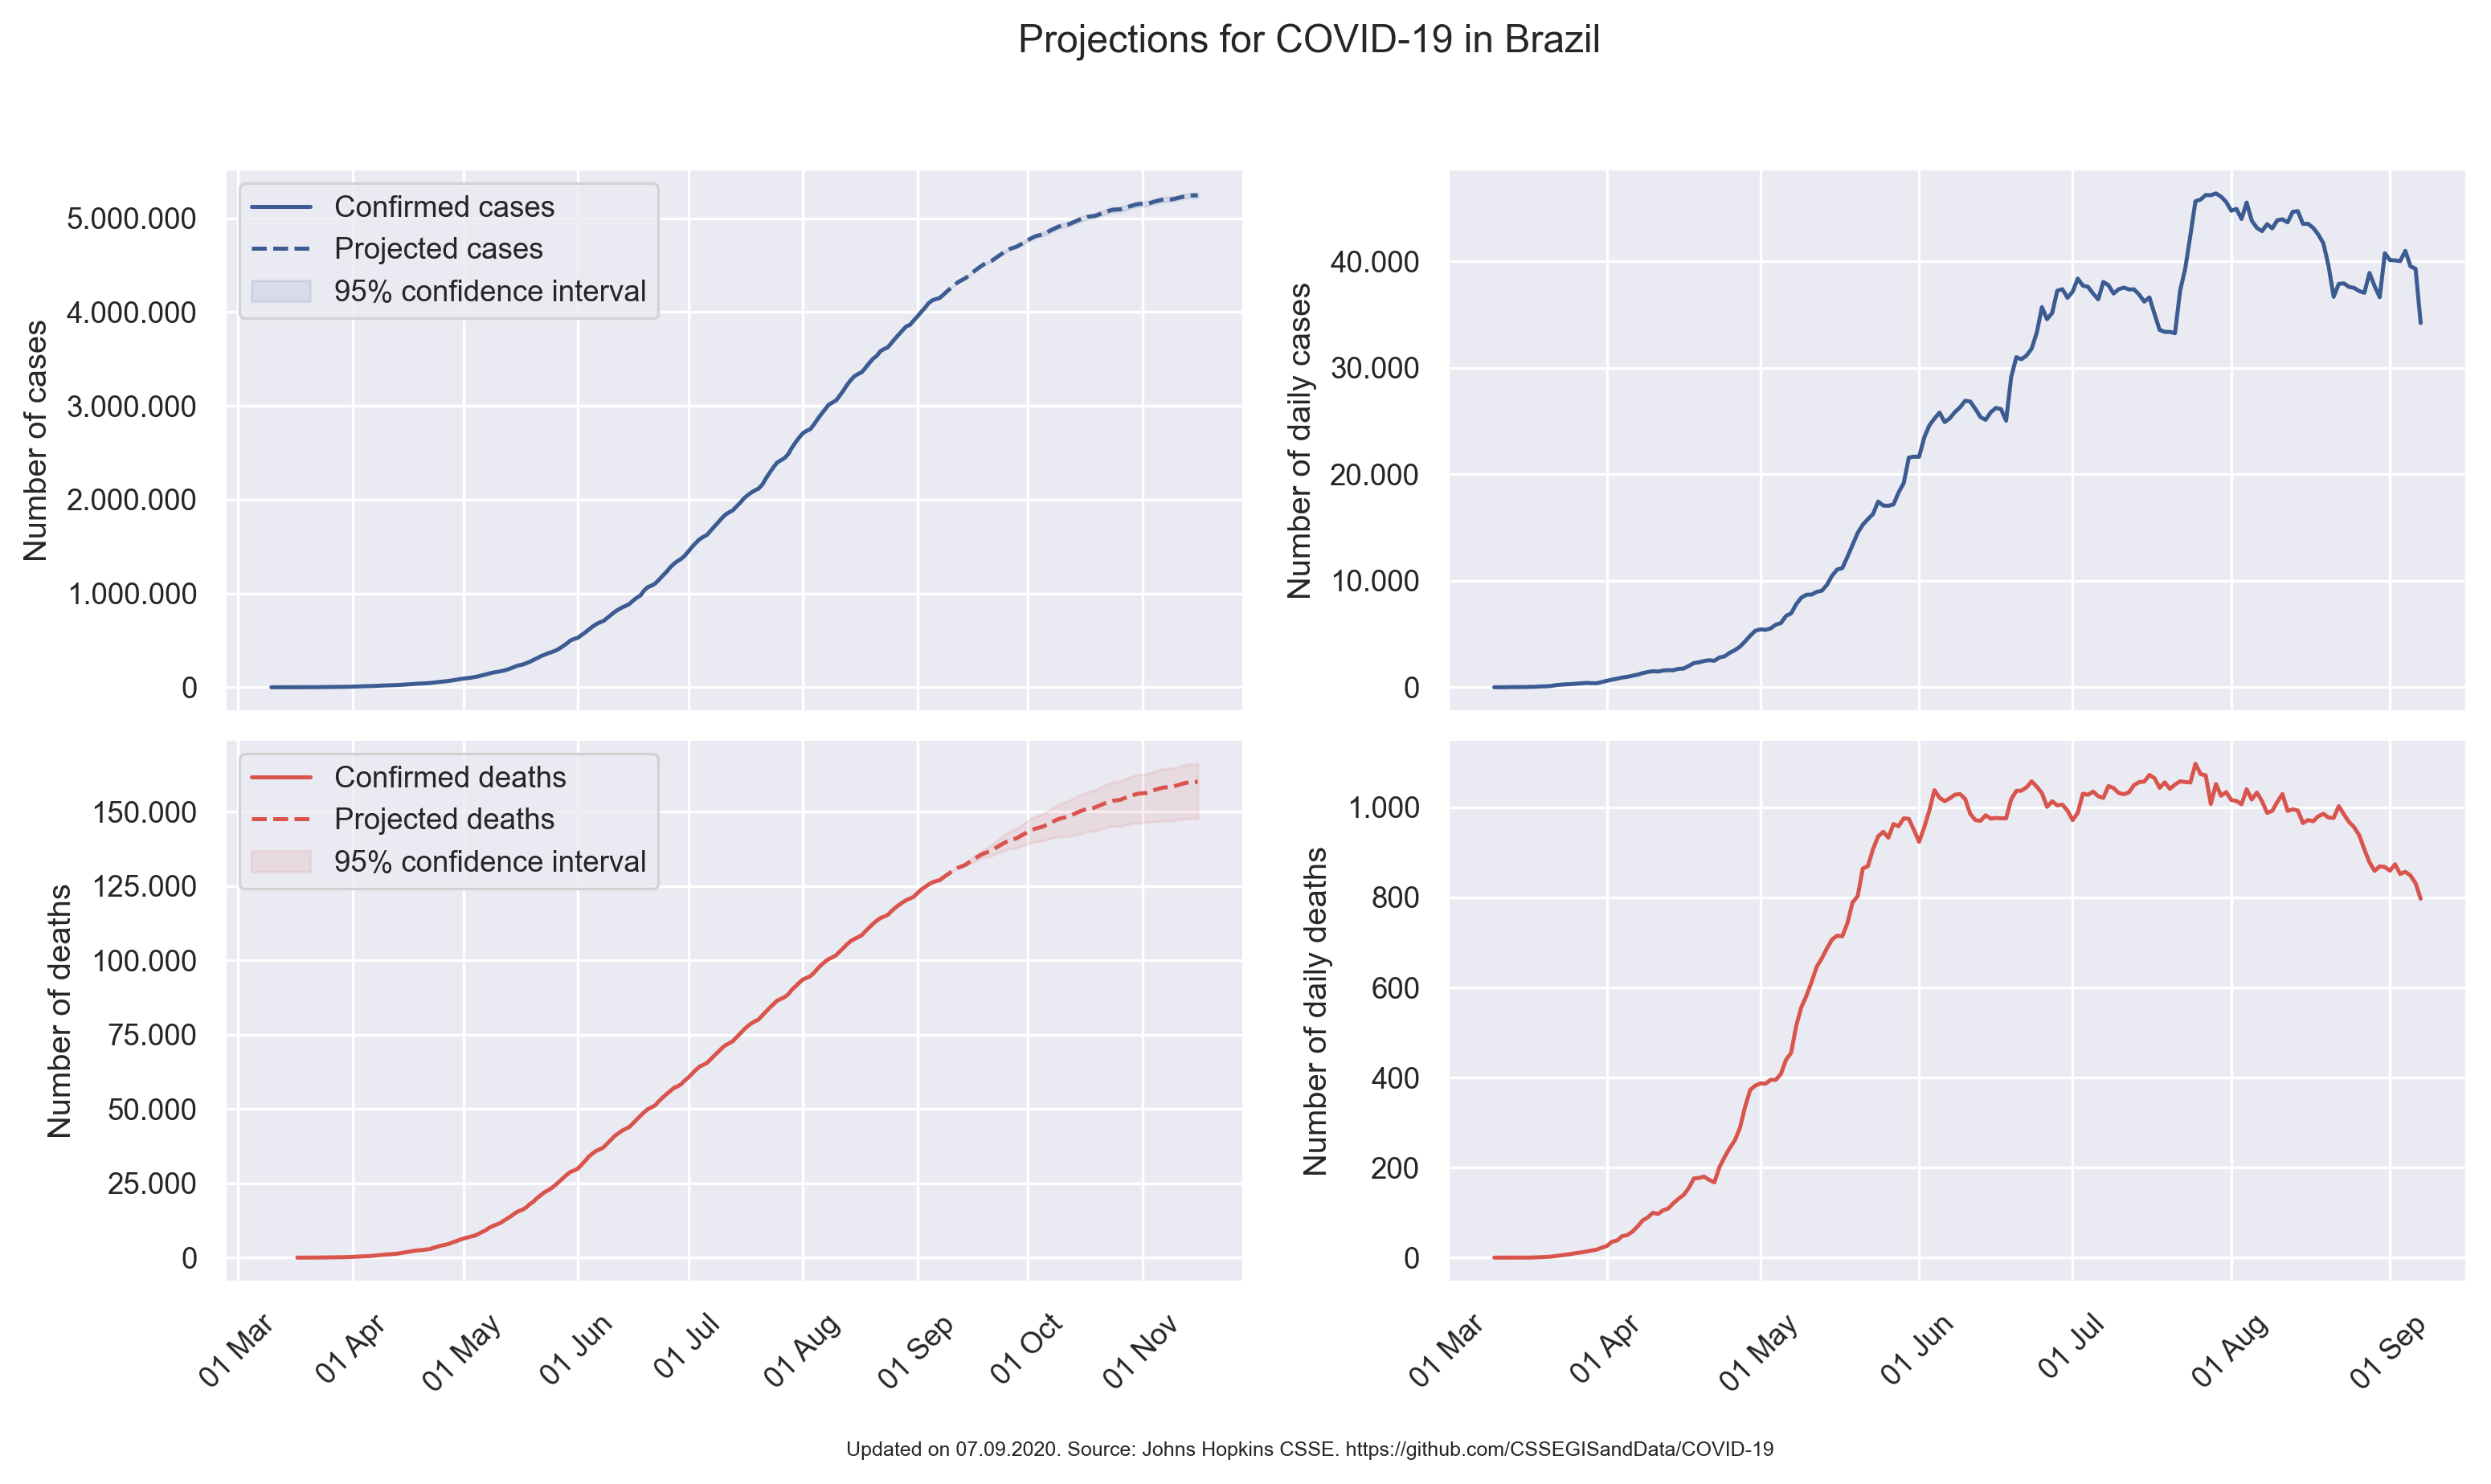 Projections for COVID-19 in Brazil
Number of cases
5.000.000
4.000.000
3.000.000
2.000.000
1.000.000
0
Confirmed cases
Projected cases
95% confidence interval
Number of daily cases
40.000
30.000
20.000
10.000
0
Number of deaths
150.000
125.000
100.000
75.000
50.000
25.000
0
Confirmed deaths
Projected deaths
95% confidence interval
01 Mar
01 Apr
01 May
01 Jun
01 Jul
01 Aug
01 Sep
01 Oct
01 Nov
Number of daily deaths
1.000
800
600
400
200
0
01 Mar
01 Apr
01 May
01 Jun
01 Jul
01 Aug
01 Sep
Updated on 07.09.2020. Source: Johns Hopkins CSSE. https://github.com/CSSEGISandData/COVID-19